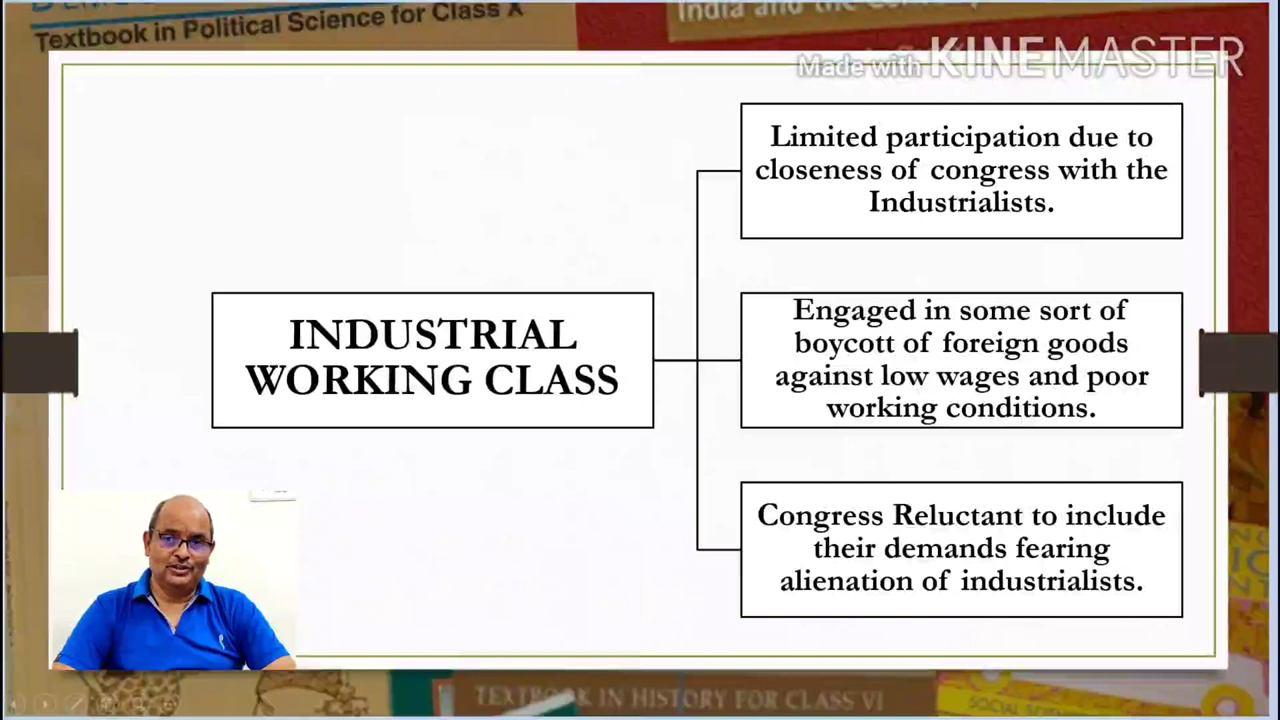 Textbook in Political Science for Class X
India and the
Made with KINEMASTER
Limited participation due to
closeness of congress with the
Industrialists.
INDUSTRIAL
WORKING CLASS
Engaged in some sort of
boycott of foreign goods
against low wages and poor
working conditions.
Congress Reluctant to include
their demands fearing
alienation of industrialists.
TEXTBOOK IN HISTORY FOR CLASS VI